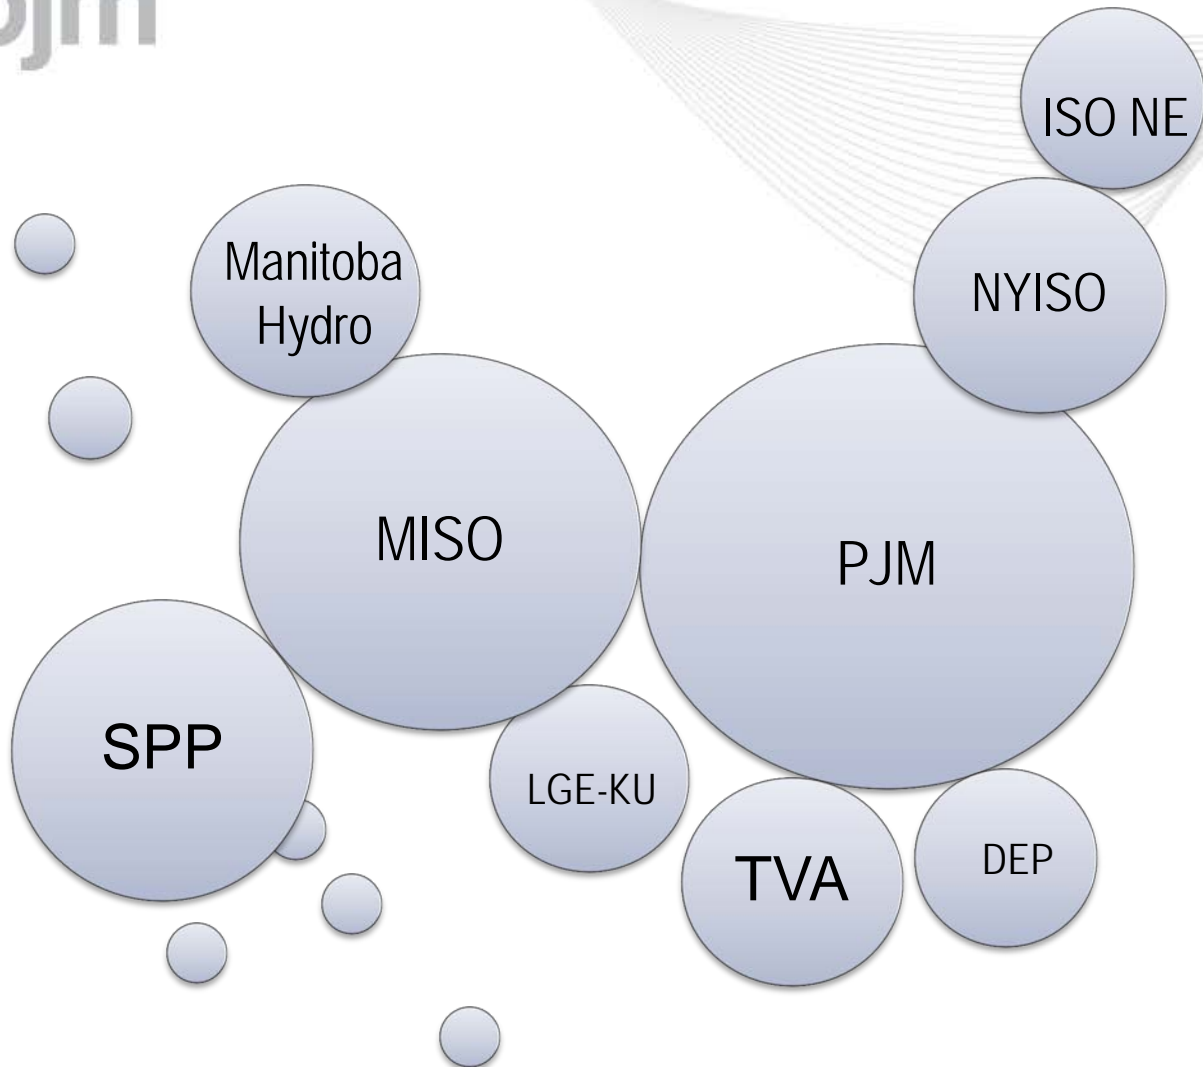 pjm
ISO NE
Manitoba
Hydro
NYISO
MISO
PJM
SPP
LGE-KU
TVA
DEP